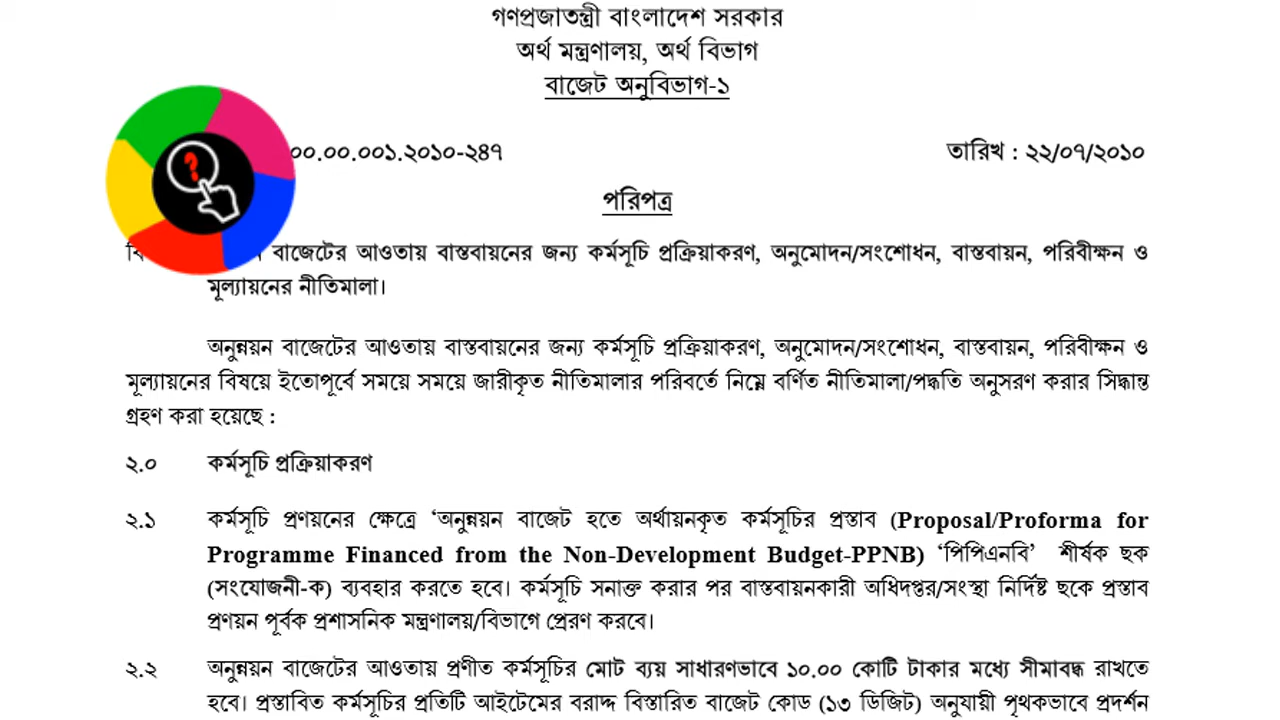 গণপ্রজাতন্ত্রী বাংলাদেশ সরকার
অর্থ মন্ত্রণালয়, অর্থ বিভাগ
বাজেট অনুবিভাগ-১
০০.০০.০০১.২০১০-২৪৭ তারিখ : ২২/০৭/২০১০
পরিপত্র
বাজেটের আওতায় বাস্তবায়নের জন্য কর্মসূচি প্রক্রিয়াকরণ, অনুমোদন/সংশোধন, বাস্তবায়ন, পরিবীক্ষন ও
মূল্যায়নের নীতিমালা।
অনুন্নয়ন বাজেটের আওতায় বাস্তবায়নের জন্য কর্মসূচি প্রক্রিয়াকরণ, অনুমোদন/সংশোধন, বাস্তবায়ন, পরিবীক্ষন ও
মূল্যায়নের বিষয়ে ইতোপূর্বে সময়ে সময়ে জারীকৃত নীতিমালার পরিবর্তে নিম্নে বর্ণিত নীতিমালা/পদ্ধতি অনুসরণ করার সিদ্ধান্ত
গ্রহণ করা হয়েছে :
২.০ কর্মসূচি প্রক্রিয়াকরণ
২.১ কর্মসূচি প্রণয়নের ক্ষেত্রে ‘অনুন্নয়ন বাজেট হতে অর্থায়নকৃত কর্মসূচির প্রস্তাব (Proposal/Proforma for
Programme Financed from the Non-Development Budget-PPNB) ‘পিপিএনবি’ শীর্ষক ছক
(সংযোজনী-ক) ব্যবহার করতে হবে। কর্মসূচি সনাক্ত করার পর বাস্তবায়নকারী অধিদপ্তর/সংস্থা নির্দিষ্ট ছকে প্রস্তাব
প্রণয়ন পূর্বক প্রশাসনিক মন্ত্রণালয়/বিভাগে প্রেরণ করবে।
২.২ অনুন্নয়ন বাজেটের আওতায় প্রণীত কর্মসূচির মোট ব্যয় সাধারণভাবে ১০.০০ কোটি টাকার মধ্যে সীমাবদ্ধ রাখতে
হবে। প্রস্তাবিত কর্মসূচির প্রতিটি আইটেমের বরাদ্দ বিস্তারিত বাজেট কোড (১৩ ডিজিট) অনুযায়ী পৃথকভাবে প্রদর্শন